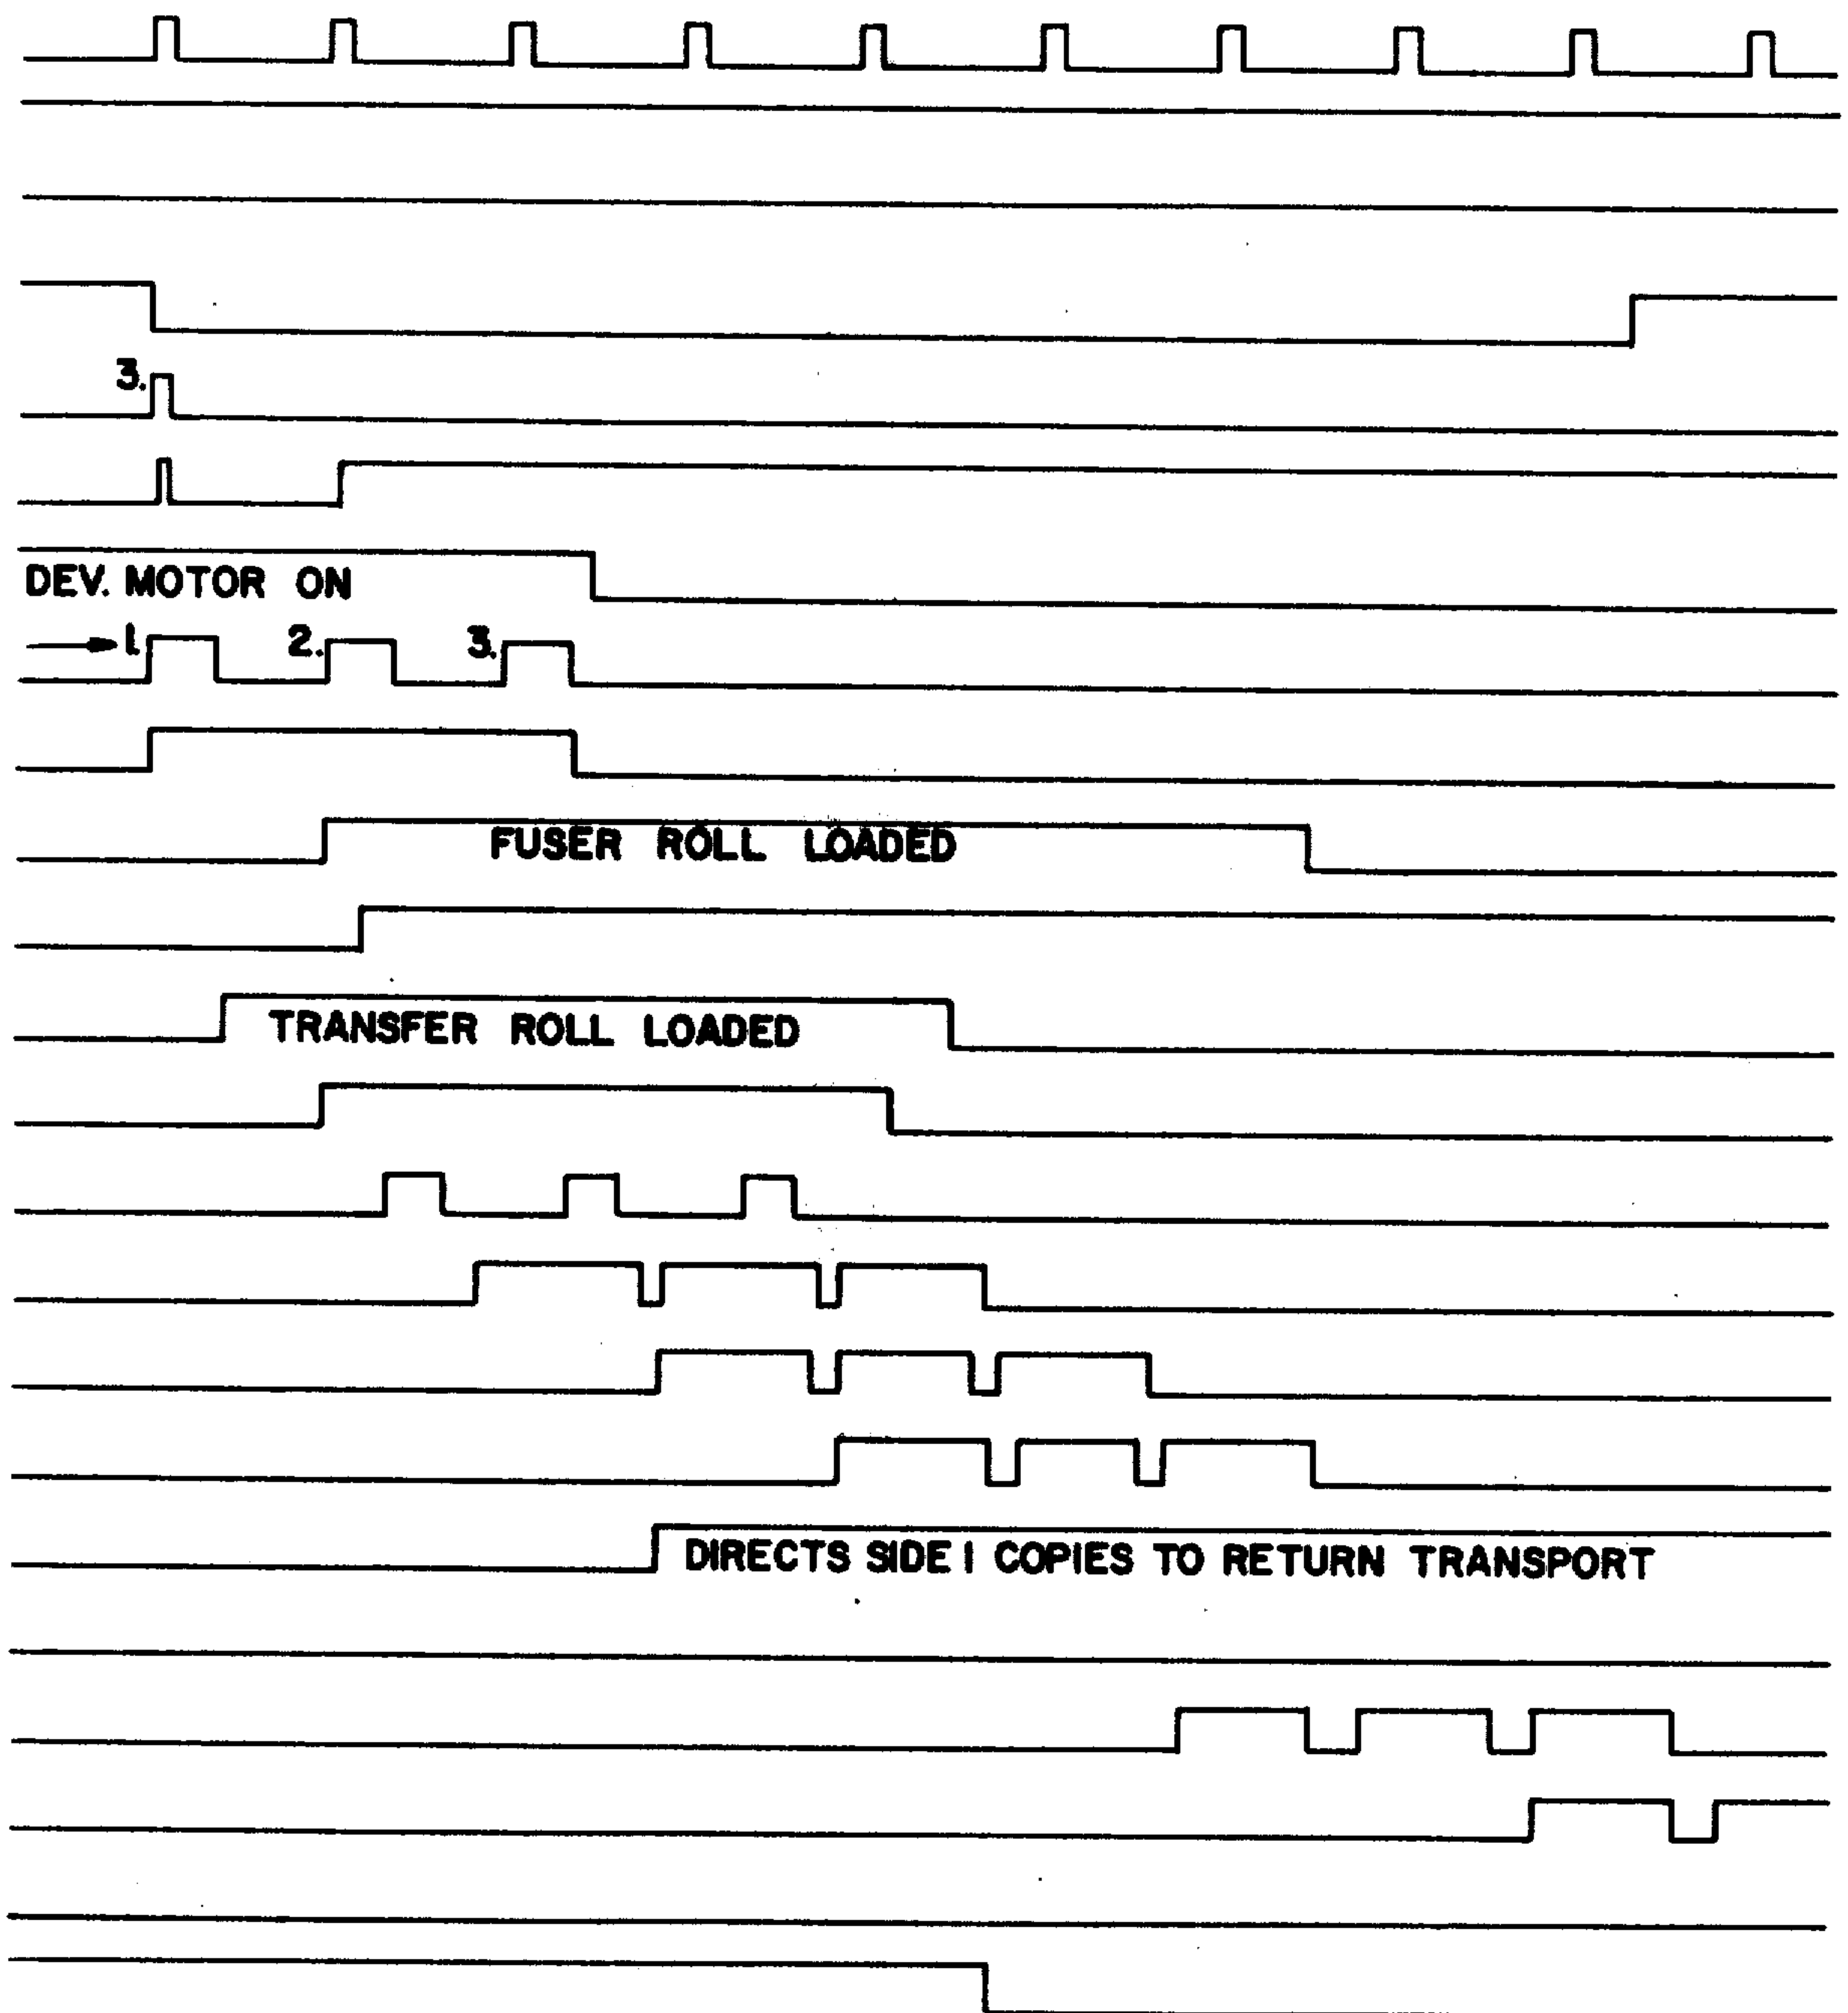 3.
DEV. MOTOR ON
1. 2. 3.
FUSER ROLL LOADED
TRANSFER ROLL LOADED
DIRECTS SIDE 1 COPIES TO RETURN TRANSPORT